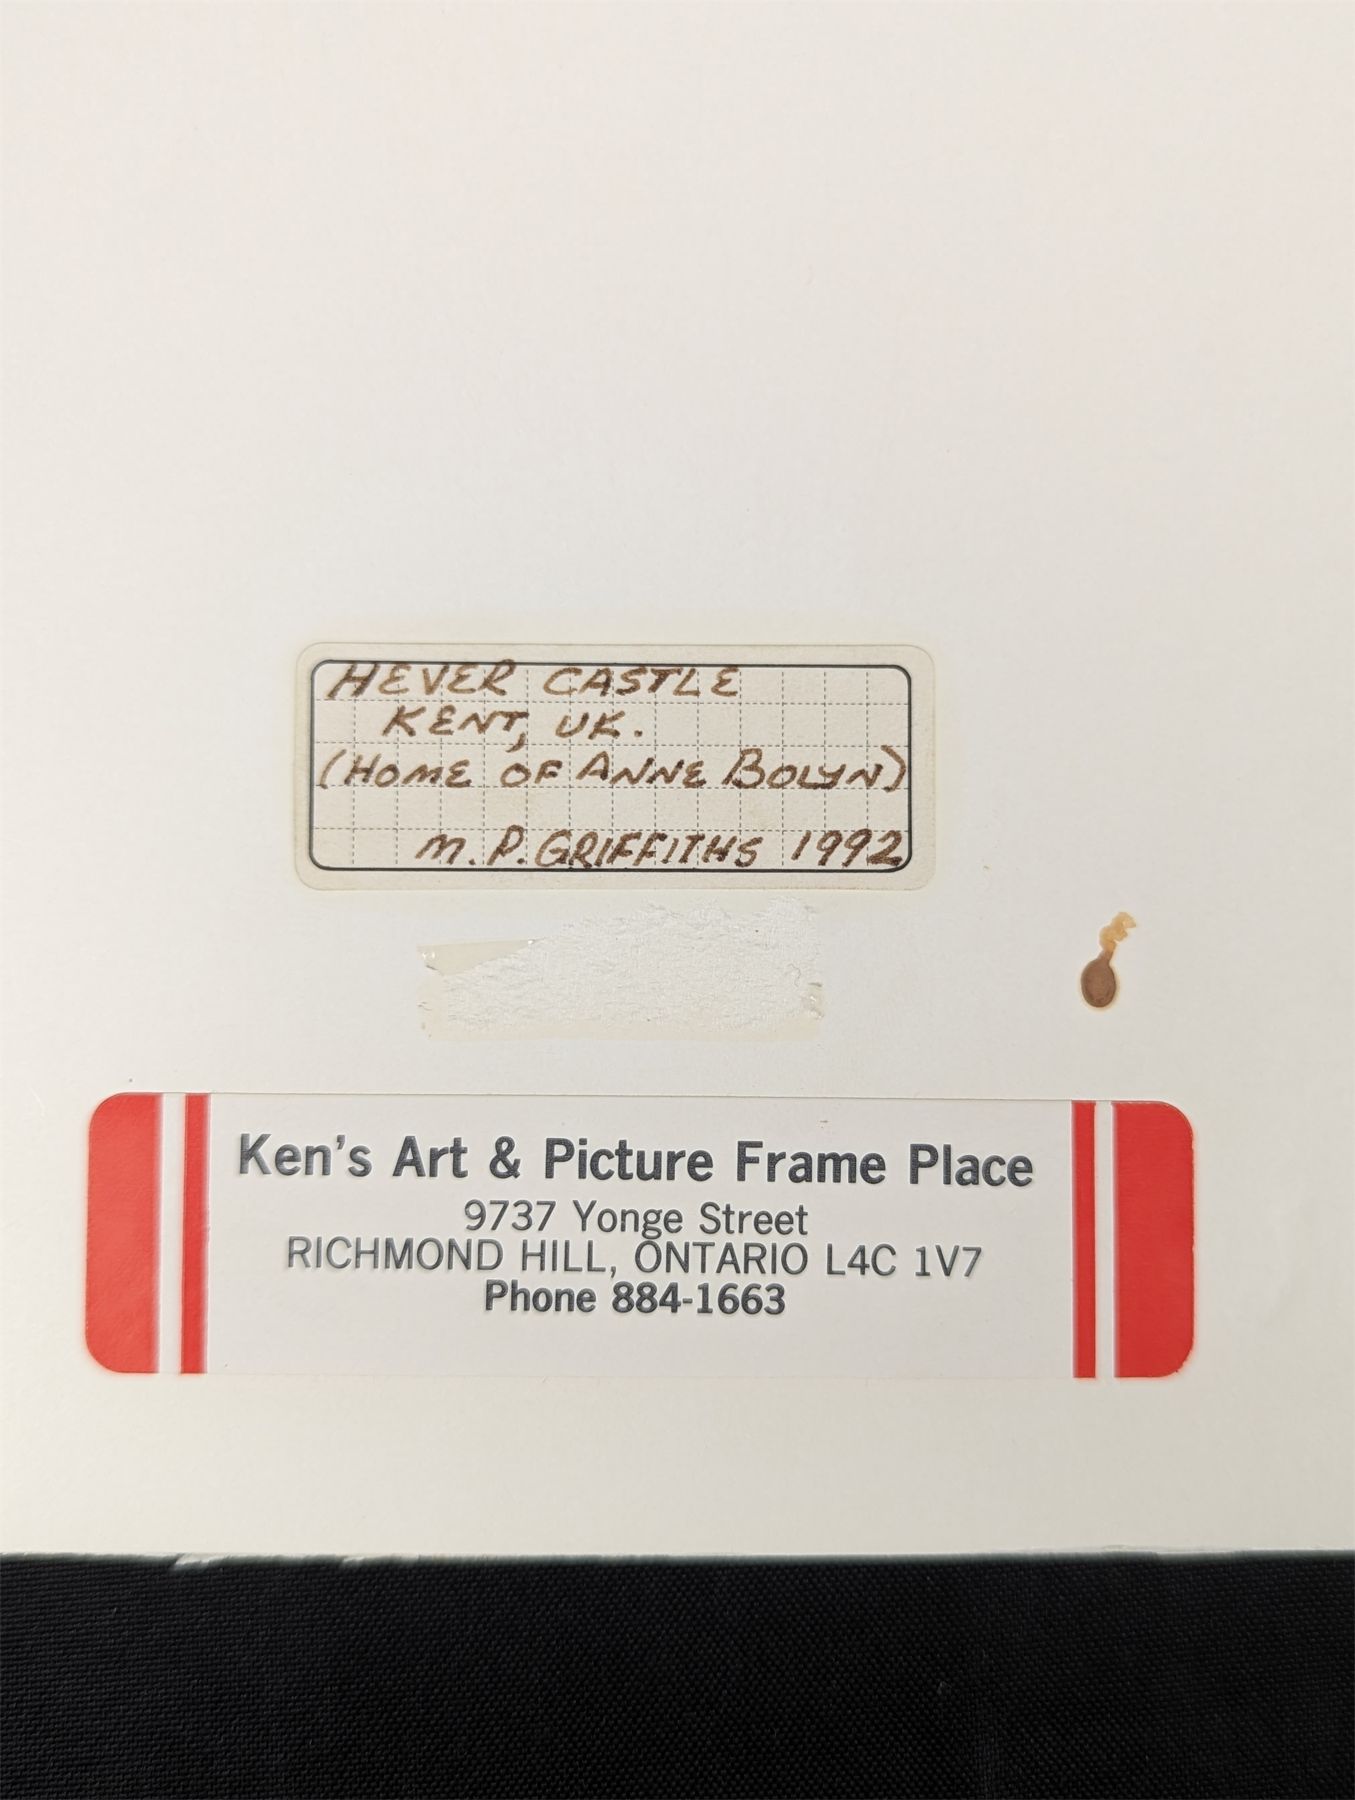 HEVER CASTLE
KENT, UK.
(HOME OF ANNE BOLYN)
M. P. GRIFFITHS 1992
Ken's Art & Picture Frame Place
9737 Yonge Street
RICHMOND HILL, ONTARIO L4C 1V7
Phone 884-1663